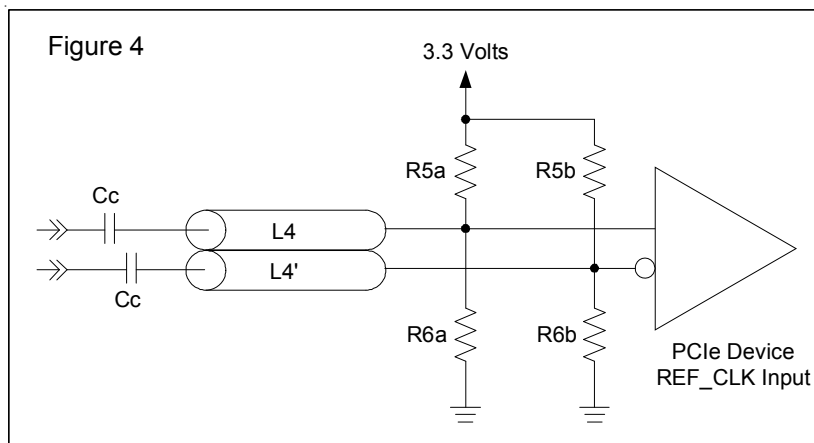 Figure 4
3.3 Volts
R5a
R5b
Cc
L4
L4'
Cc
R6a
R6b
PCIe Device
REF_CLK Input